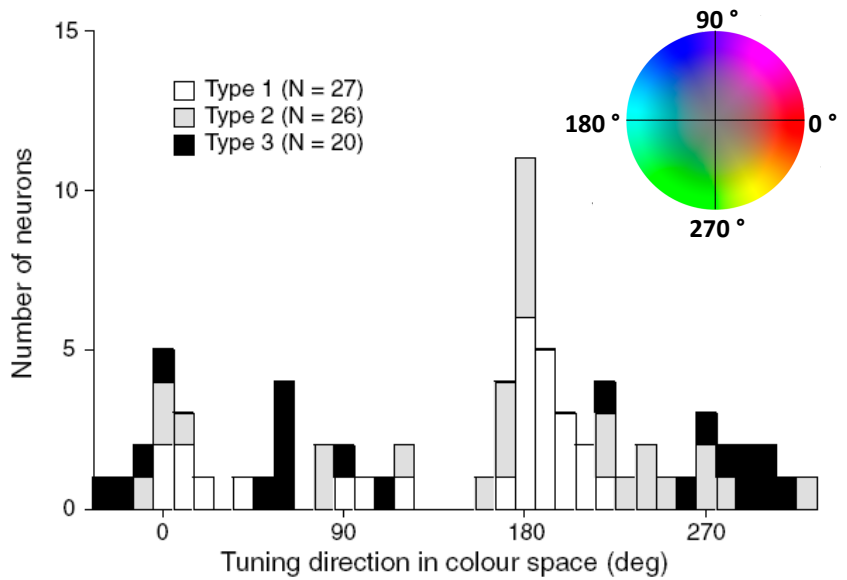 15
10
5
0
Number of neurons
Type 1 (N = 27)
Type 2 (N = 26)
Type 3 (N = 20)
90 °
180 °
0 °
270 °
0
90
180
270
Tuning direction in colour space (deg)